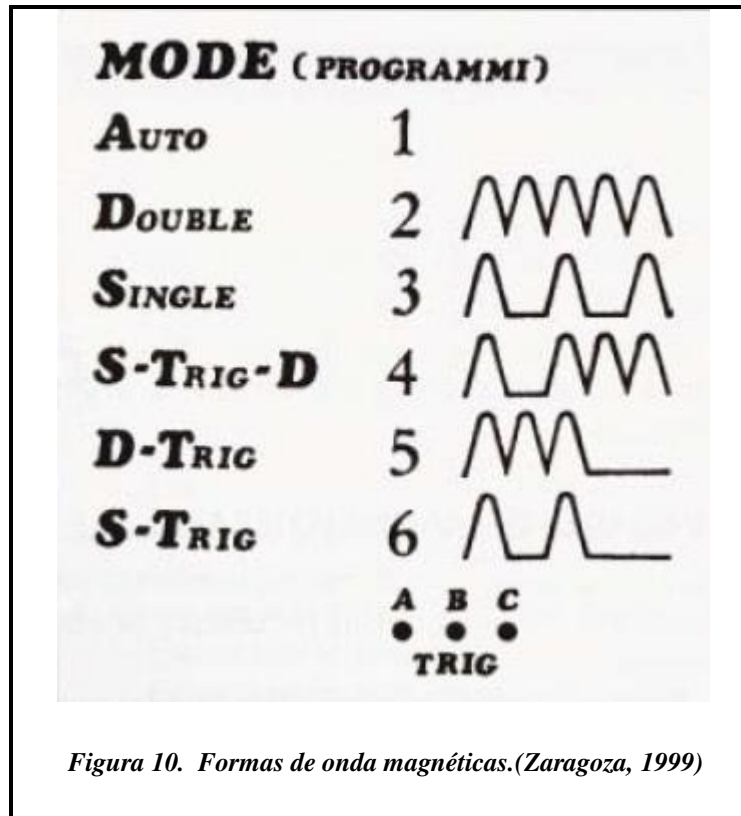 MODE (PROGRAMMI)
AUTO 1
DOUBLE 2
SINGLE 3
S-TRIG-D 4
D-TRIG 5
S-TRIG 6
A B C
TRIG
Figura 10. Formas de onda magnéticas.(Zaragoza, 1999)